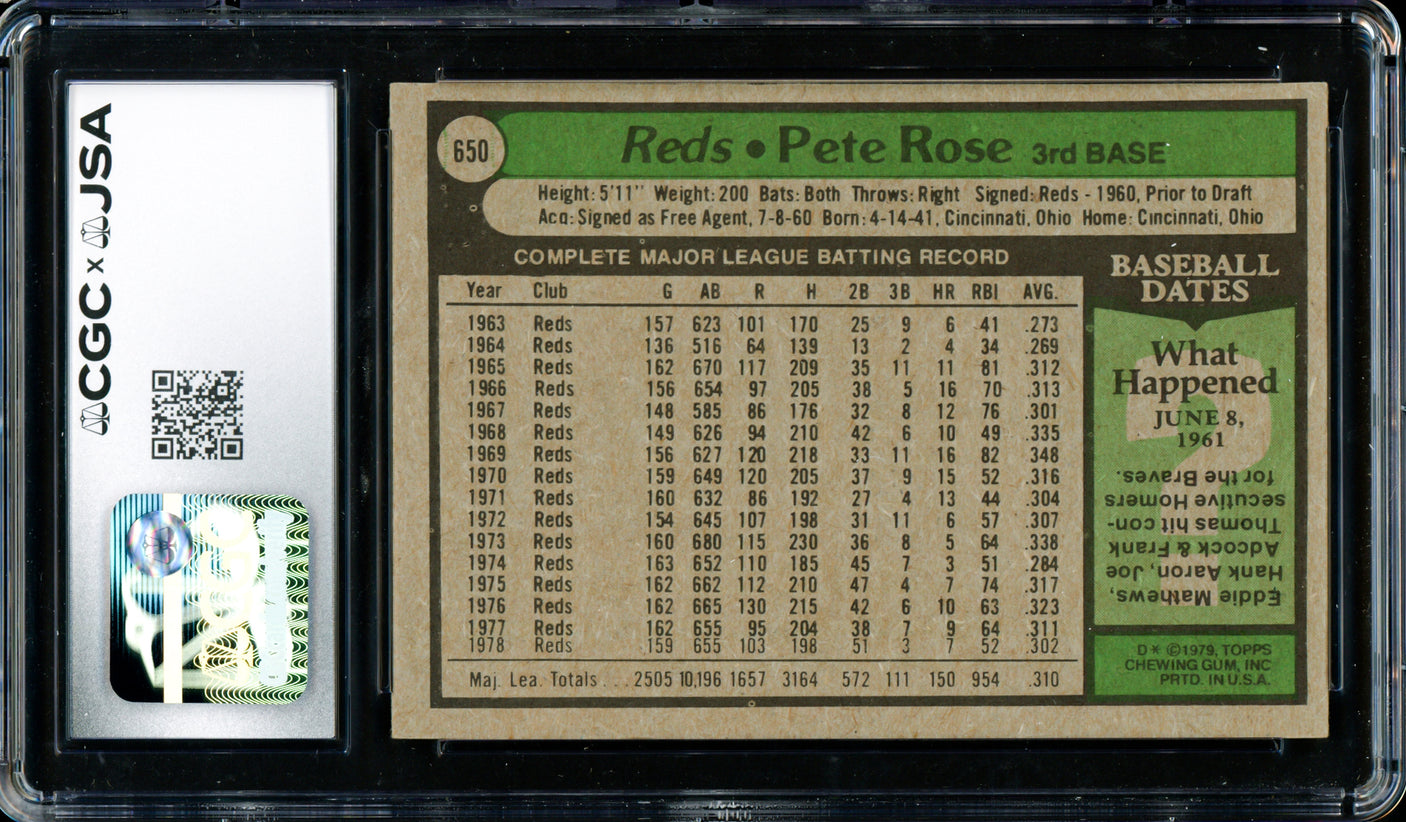 CGC x JSA
650
Reds • Pete Rose 3rd BASE
Height: 5'11'' Weight: 200 Bats: Both Throws: Right Signed: Reds - 1960, Prior to Draft
Acq: Signed as Free Agent, 7-8-60 Born: 4-14-41, Cincinnati, Ohio Home: Cincinnati, Ohio
COMPLETE MAJOR LEAGUE BATTING RECORD
Year Club G AB R H 2B 3B HR RBI AVG.
1963 Reds 157 623 101 170 25 9 6 41 .273
1964 Reds 136 516 64 139 13 2 4 34 .269
1965 Reds 162 670 117 209 35 11 11 81 .312
1966 Reds 156 654 97 205 38 5 16 70 .313
1967 Reds 148 585 86 176 32 8 12 76 .301
1968 Reds 149 626 94 210 42 6 10 49 .335
1969 Reds 156 627 120 218 33 11 16 82 .348
1970 Reds 159 649 120 205 37 9 15 52 .316
1971 Reds 160 632 86 192 27 4 13 44 .304
1972 Reds 154 645 107 198 31 11 6 57 .307
1973 Reds 160 680 115 230 36 8 5 64 .338
1974 Reds 163 652 110 185 45 7 3 51 .284
1975 Reds 162 662 112 210 47 4 7 74 .317
1976 Reds 162 665 130 215 42 6 10 63 .323
1977 Reds 162 655 95 204 38 7 9 64 .311
1978 Reds 159 655 103 198 51 3 7 52 .302
Maj. Lea. Totals . . . 2505 10,196 1657 3164 572 111 150 954 .310
BASEBALL
DATES
What
Happened
JUNE 8,
1961
Eddie Mathews,
Hank Aaron, Joe
Adcock & Frank
Thomas hit con-
secutive Homers
for the Braves.
D* ©1979, TOPPS
CHEWING GUM, INC
PRTD. IN U.S.A.